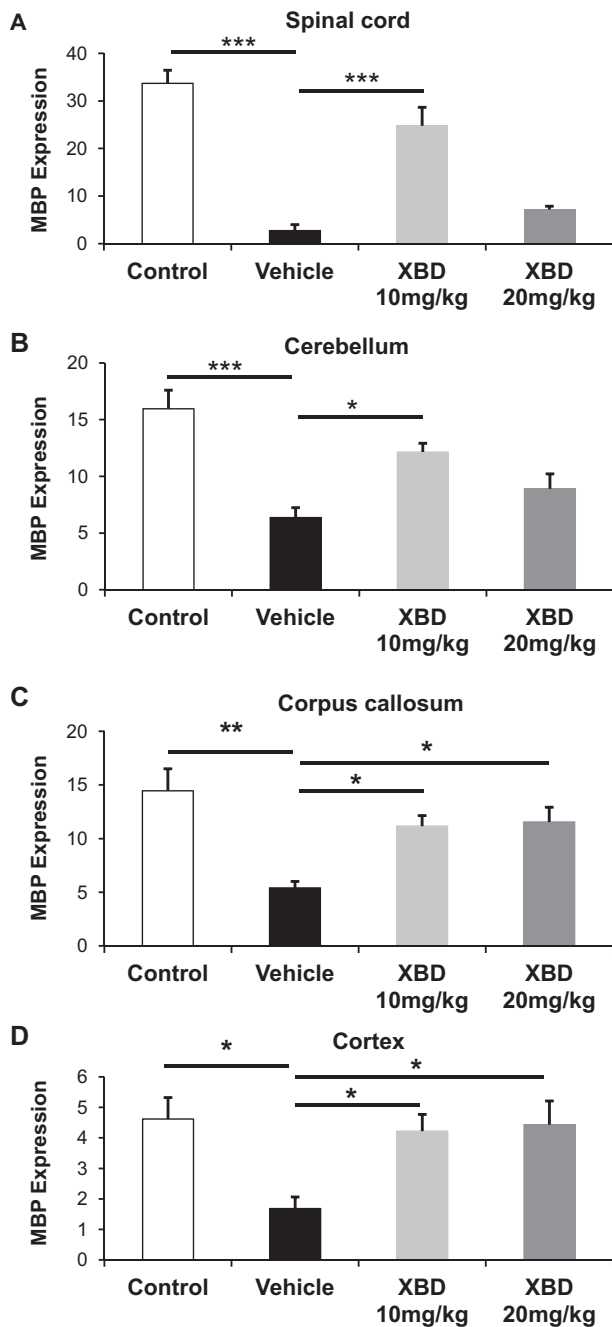 A
Spinal cord
***
***
40
30
20
10
0
MBP Expression
Control
Vehicle
XBD
10mg/kg
XBD
20mg/kg
B
Cerebellum
***
*
20
15
10
5
0
MBP Expression
Control
Vehicle
XBD
10mg/kg
XBD
20mg/kg
C
Corpus callosum
**
*
*
20
15
10
5
0
MBP Expression
Control
Vehicle
XBD
10mg/kg
XBD
20mg/kg
D
Cortex
*
*
*
6
5
4
3
2
1
0
MBP Expression
Control
Vehicle
XBD
10mg/kg
XBD
20mg/kg